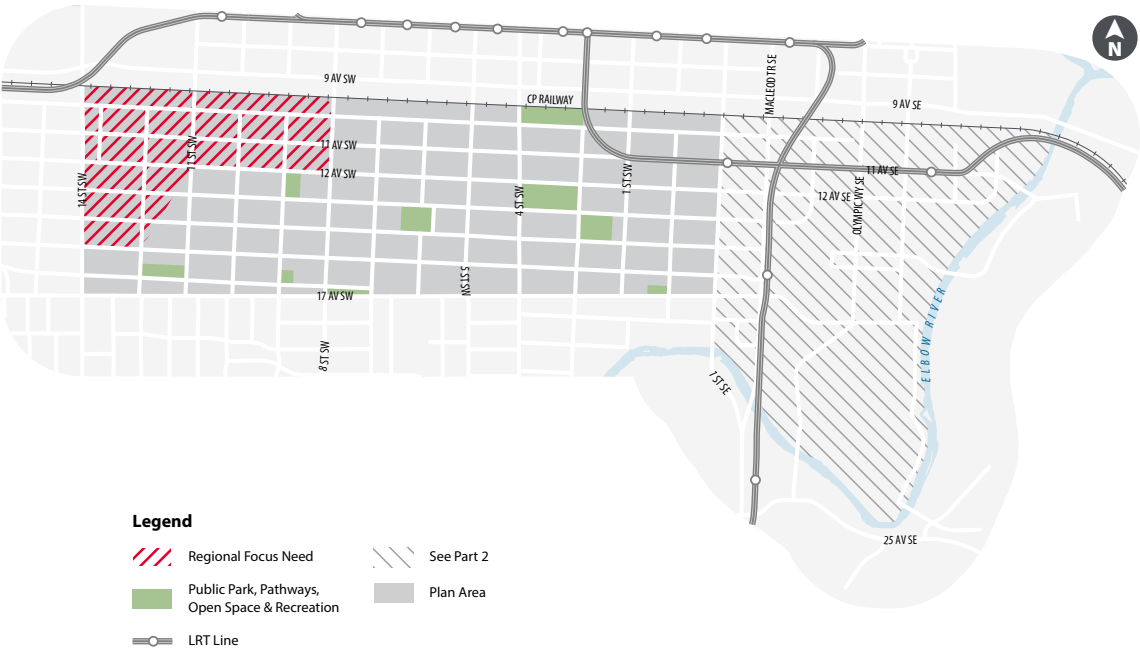 N
MACLEOD TR SE
9 AV SW
CP RAILWAY
9 AV SE
11 ST SW
11 AV SW
12 AV SW
14 ST SW
4 ST SW
1 ST SW
11 AV SE
12 AV SE
OLYMPIC WY SE
5 ST SW
17 AV SW
ELBOW RIVER
8 ST SW
7 ST SE
25 AV SE
Legend
Regional Focus Need
See Part 2
Public Park, Pathways,
Open Space & Recreation
Plan Area
LRT Line